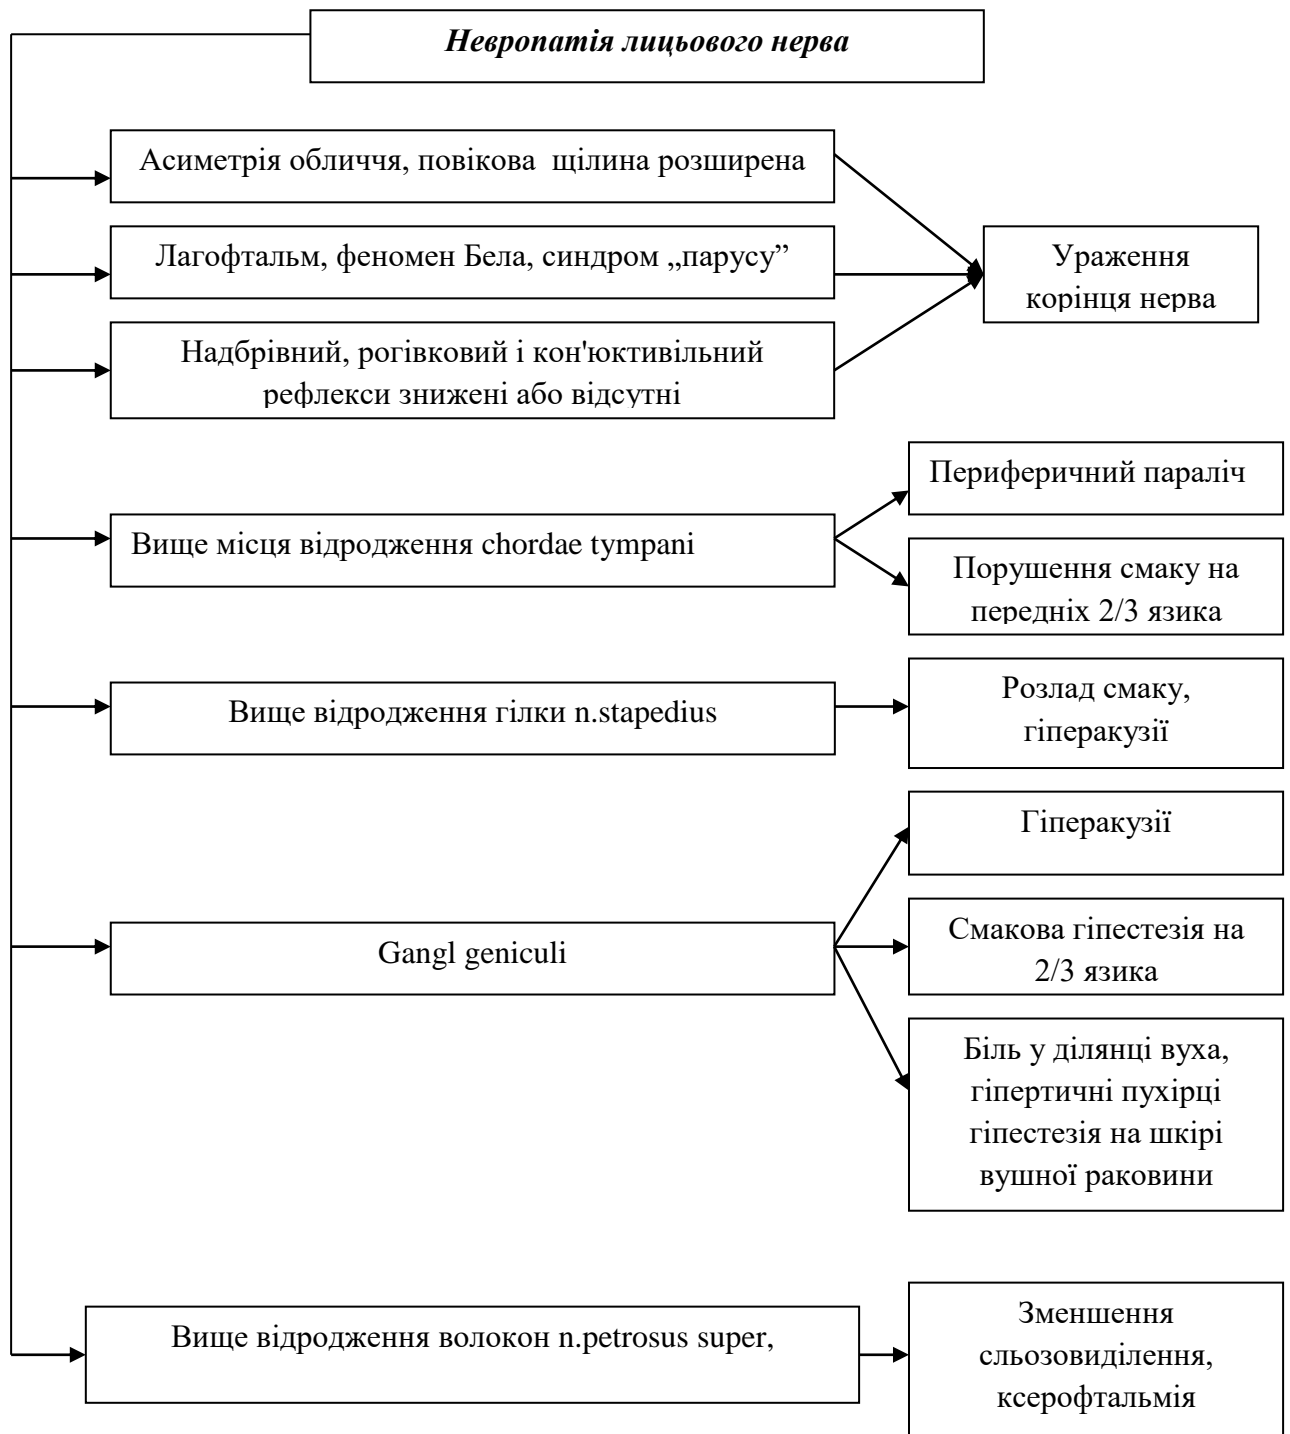 Невропатія лицьового нерва
Асиметрія обличчя, повікова щілина розширена
Лагофтальм, феномен Бела, синдром „парусу”
Ураження
корінця нерва
Надбрівний, рогівковий і кон'юктивільний
рефлекси знижені або відсутні
Периферичний параліч
Вище місця відродження chordae tympani
Порушення смаку на
передніх 2/3 язика
Вище відродження гілки n.stapedius
Розлад смаку,
гіперакузії
Гіперакузії
Gangl geniculi
Смакова гіпестезія на
2/3 язика
Біль у ділянці вуха,
гіпертичні пухірці
гіпестезія на шкірі
вушної раковини
Вище відродження волокон n.petrosus super,
Зменшення
сльозовиділення,
ксерофтальмія